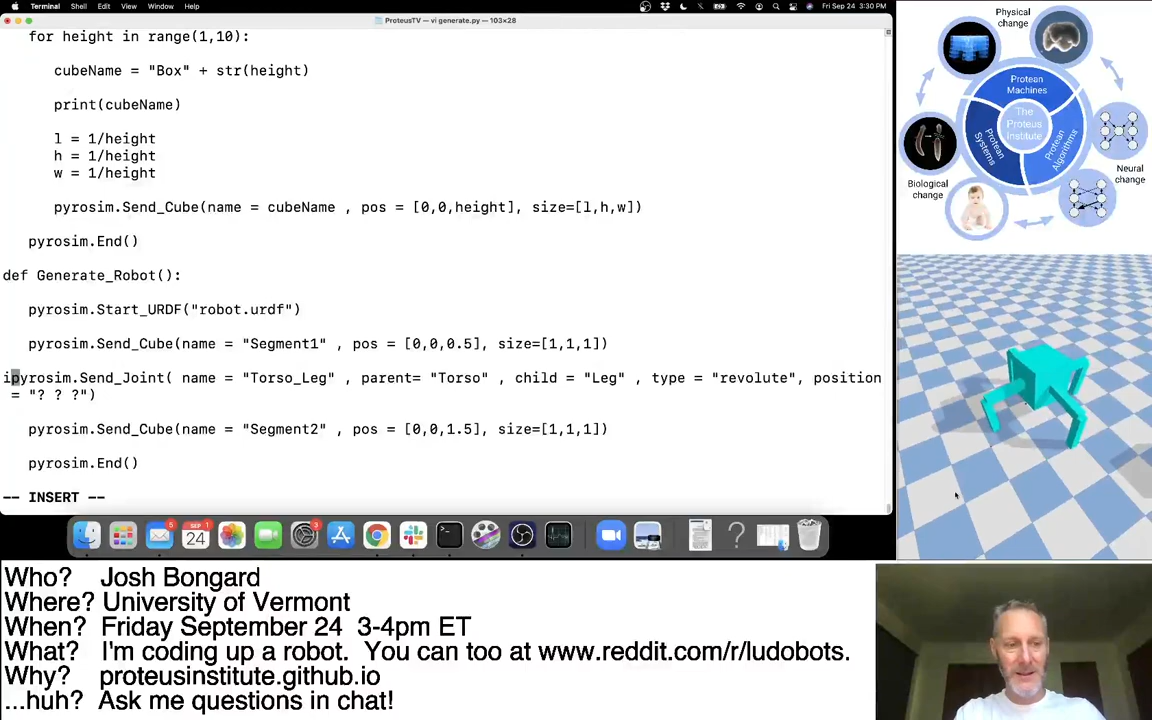 Terminal Shell Edit View Window Help
Fri Sep 24 3:30 PM
ProteusTV — vi generate.py — 103×28
for height in range(1,10):
cubeName = "Box" + str(height)
print(cubeName)
l = 1/height
h = 1/height
w = 1/height
pyrosim.Send_Cube(name = cubeName , pos = [0,0,height], size=[l,h,w])
pyrosim.End()
def Generate_Robot():
pyrosim.Start_URDF("robot.urdf")
pyrosim.Send_Cube(name = "Segment1" , pos = [0,0,0.5], size=[1,1,1])
ipyrosim.Send_Joint( name = "Torso_Leg" , parent= "Torso" , child = "Leg" , type = "revolute", position
= "? ? ?")
pyrosim.Send_Cube(name = "Segment2" , pos = [0,0,1.5], size=[1,1,1])
pyrosim.End()
-- INSERT --
Physical
change
Protean
Machines
The
Proteus
Institute
Protean
Systems
Protean
Algorithms
Biological
change
Neural
change
5
SEP
24
1
3
Who? Josh Bongard
Where? University of Vermont
When? Friday September 24 3-4pm ET
What? I'm coding up a robot. You can too at www.reddit.com/r/ludobots.
Why? proteusinstitute.github.io
...huh? Ask me questions in chat!